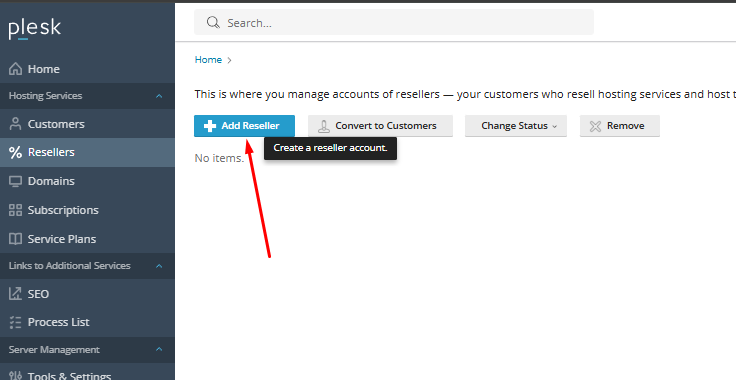 plesk
Search...
Home
Hosting Services
Customers
Resellers
Domains
Subscriptions
Service Plans
Links to Additional Services
SEO
Process List
Server Management
Tools & Settings
Home
This is where you manage accounts of resellers — your customers who resell hosting services and host t
Add Reseller
Convert to Customers
Change Status
Remove
Create a reseller account.
No items.